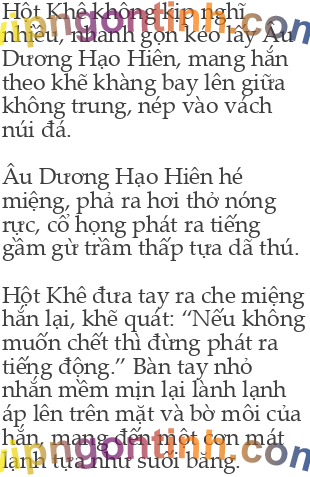 Hột Khê không kịp nghĩ
nhiều, nhanh gọn kéo lấy Âu
Dương Hạo Hiên, mang hắn
theo khẽ khàng bay lên giữa
không trung, nép vào vách
núi đá.
Âu Dương Hạo Hiên hé
miệng, phả ra hơi thở nóng
rực, cổ họng phát ra tiếng
gầm gừ trầm thấp tựa dã thú.
Hột Khê đưa tay ra che miệng
hắn lại, khẽ quát: “Nếu không
muốn chết thì đừng phát ra
tiếng động.” Bàn tay nhỏ
nhắn mềm mịn lại lành lạnh
áp lên trên mặt và bờ môi của
hắn, mang đến một cơn mát
lạnh tựa như suối băng.
vipngontinh.com
vipngontinh.com